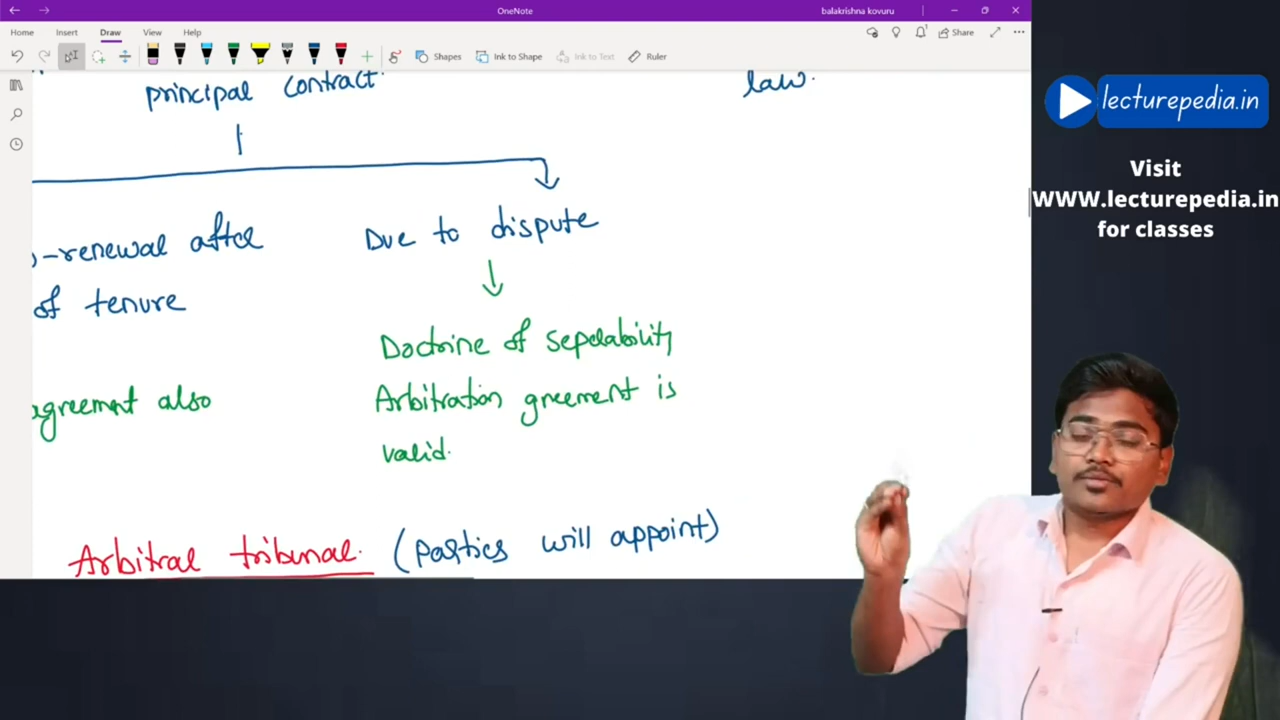 OneNote
balakrishna kovuru
Home Insert Draw View Help
Share
Shapes Ink to Shape Ink to Text Ruler
principal contract.
law.
-renewal after
of tenure
Due to dispute
Doctrine of seperability
Arbitration greement is
valid.
agreement also
Arbitral tribunal. (parties will appoint)
lecturepedia.in
Visit
WWW.lecturepedia.in
for classes